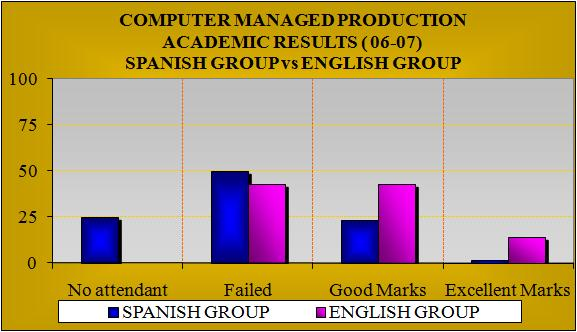 COMPUTER MANAGED PRODUCTION
ACADEMIC RESULTS ( 06-07)
SPANISH GROUP vs ENGLISH GROUP
100
75
50
25
0
No attendant Failed Good Marks Excellent Marks
SPANISH GROUP ENGLISH GROUP